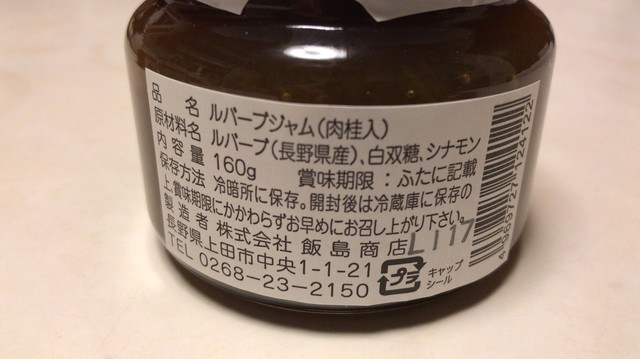 品　名 ルバーブジャム(肉桂入)
原材料名 ルバーブ(長野県産)、白双糖、シナモン
内容量 160g　賞味期限：ふたに記載
保存方法 冷暗所に保存。開封後は冷蔵庫に保存の
上、賞味期限にかかわらずお早めにお召し上がり下さい。
製造者 株式会社 飯島商店
L117
長野県上田市中央1-1-21
TEL 0268-23-2150
プラ
キャップ
シール
4 969727 124122